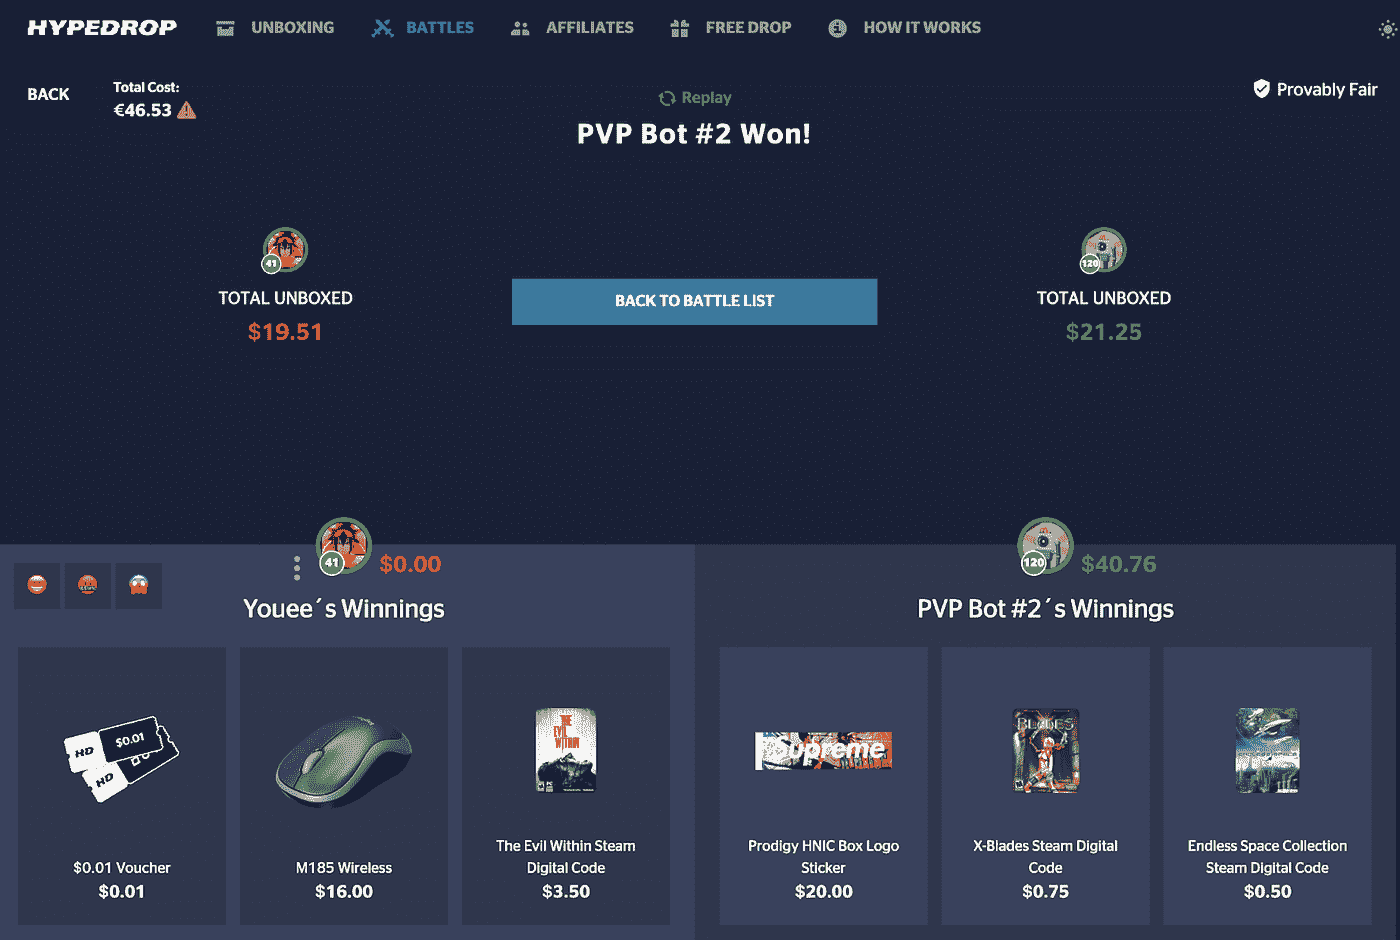 HYPEDROP
UNBOXING
BATTLES
AFFILIATES
FREE DROP
HOW IT WORKS
BACK
Total Cost:
€46.53
Replay
PVP Bot #2 Won!
Provably Fair
41
TOTAL UNBOXED
$19.51
BACK TO BATTLE LIST
120
TOTAL UNBOXED
$21.25
41
$0.00
Youee´s Winnings
120
$40.76
PVP Bot #2´s Winnings
HD
$0.01
HD
$0.01 Voucher
$0.01
M185 Wireless
$16.00
THE
EVIL
WITHIN
The Evil Within Steam
Digital Code
$3.50
Supreme
Prodigy HNIC Box Logo
Sticker
$20.00
BLADES
X-Blades Steam Digital
Code
$0.75
Endless Space Collection
Steam Digital Code
$0.50